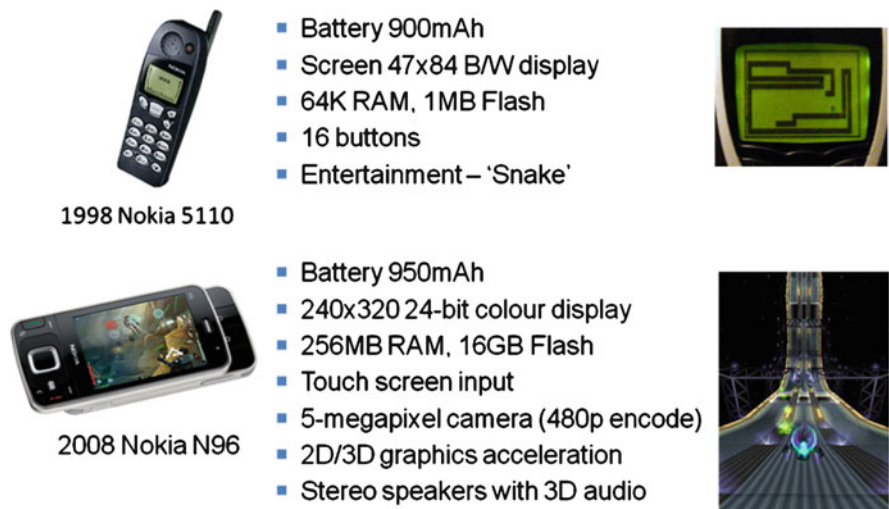 Battery 900mAh
Screen 47x84 B/W display
64K RAM, 1MB Flash
16 buttons
Entertainment – ‘Snake’
1998 Nokia 5110
Battery 950mAh
240x320 24-bit colour display
256MB RAM, 16GB Flash
Touch screen input
5-megapixel camera (480p encode)
2D/3D graphics acceleration
Stereo speakers with 3D audio
2008 Nokia N96